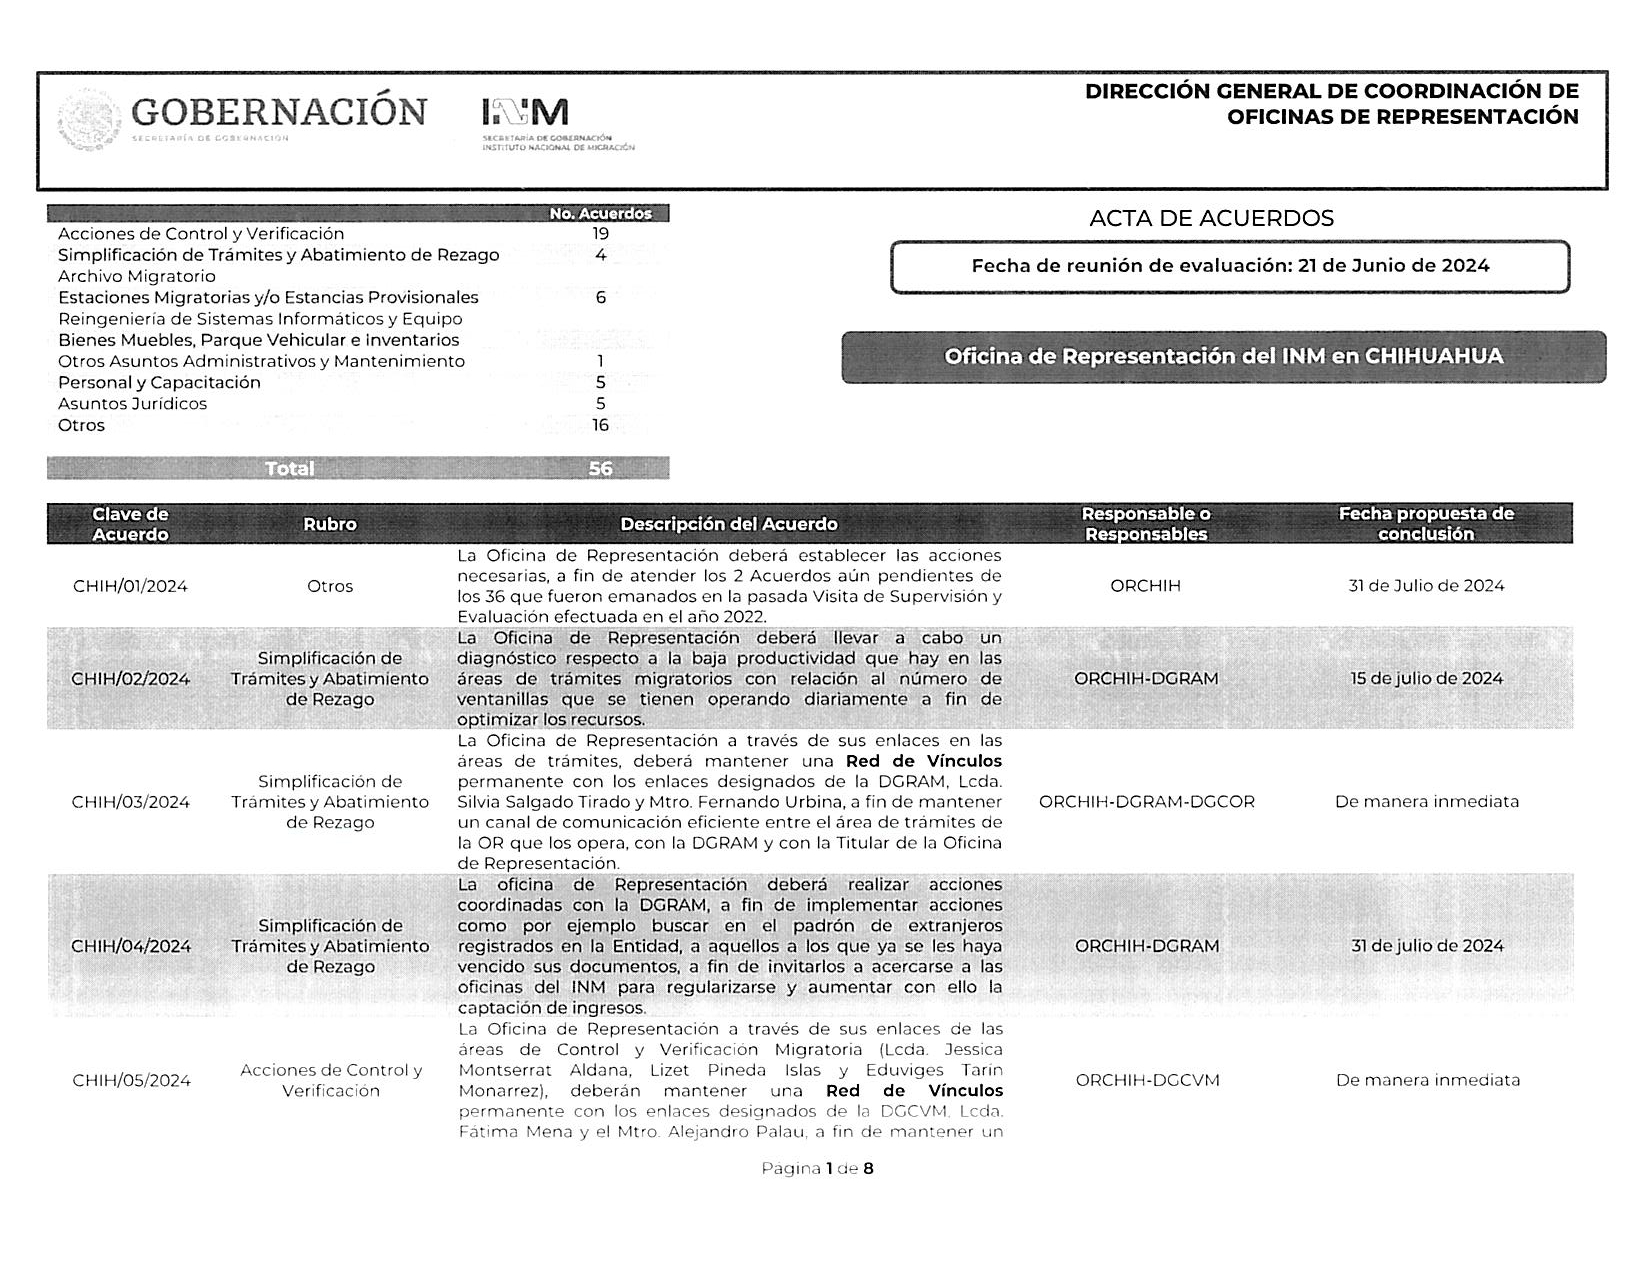 GOBERNACIÓN
SECRETARÍA DE GOBERNACIÓN
INM
SECRETARÍA DE GOBERNACIÓN
INSTITUTO NACIONAL DE MIGRACIÓN
DIRECCIÓN GENERAL DE COORDINACIÓN DE
OFICINAS DE REPRESENTACIÓN
No. Acuerdos
Acciones de Control y Verificación 19
Simplificación de Trámites y Abatimiento de Rezago 4
Archivo Migratorio
Estaciones Migratorias y/o Estancias Provisionales 6
Reingeniería de Sistemas Informáticos y Equipo
Bienes Muebles, Parque Vehicular e Inventarios
Otros Asuntos Administrativos y Mantenimiento 1
Personal y Capacitación 5
Asuntos Jurídicos 5
Otros 16
Total 56
ACTA DE ACUERDOS
Fecha de reunión de evaluación: 21 de Junio de 2024
Oficina de Representación del INM en CHIHUAHUA
Clave de
Acuerdo
Rubro
Descripción del Acuerdo
Responsable o
Responsables
Fecha propuesta de
conclusión
CHIH/01/2024
Otros
La Oficina de Representación deberá establecer las acciones
necesarias, a fin de atender los 2 Acuerdos aún pendientes de
los 36 que fueron emanados en la pasada Visita de Supervisión y
Evaluación efectuada en el año 2022.
ORCHIH
31 de Julio de 2024
CHIH/02/2024
Simplificación de
Trámites y Abatimiento
de Rezago
La Oficina de Representación deberá llevar a cabo un
diagnóstico respecto a la baja productividad que hay en las
áreas de trámites migratorios con relación al número de
ventanillas que se tienen operando diariamente a fin de
optimizar los recursos.
ORCHIH-DGRAM
15 de julio de 2024
CHIH/03/2024
Simplificación de
Trámites y Abatimiento
de Rezago
La Oficina de Representación a través de sus enlaces en las
áreas de trámites, deberá mantener una Red de Vínculos
permanente con los enlaces designados de la DGRAM, Lcda.
Silvia Salgado Tirado y Mtro. Fernando Urbina, a fin de mantener
un canal de comunicación eficiente entre el área de trámites de
la OR que los opera, con la DGRAM y con la Titular de la Oficina
de Representación.
ORCHIH-DGRAM-DGCOR
De manera inmediata
CHIH/04/2024
Simplificación de
Trámites y Abatimiento
de Rezago
La oficina de Representación deberá realizar acciones
coordinadas con la DGRAM, a fin de implementar acciones
como por ejemplo buscar en el padrón de extranjeros
registrados en la Entidad, a aquellos a los que ya se les haya
vencido sus documentos, a fin de invitarlos a acercarse a las
oficinas del INM para regularizarse y aumentar con ello la
captación de ingresos.
ORCHIH-DGRAM
31 de julio de 2024
CHIH/05/2024
Acciones de Control y
Verificación
La Oficina de Representación a través de sus enlaces de las
áreas de Control y Verificación Migratoria (Lcda. Jessica
Montserrat Aldana, Lizet Pineda Islas y Eduviges Tarín
Monarrez), deberán mantener una Red de Vínculos
permanente con los enlaces designados de la DGCVM, Lcda.
Fátima Mena y el Mtro. Alejandro Palau, a fin de mantener un
ORCHIH-DGCVM
De manera inmediata
Página 1 de 8